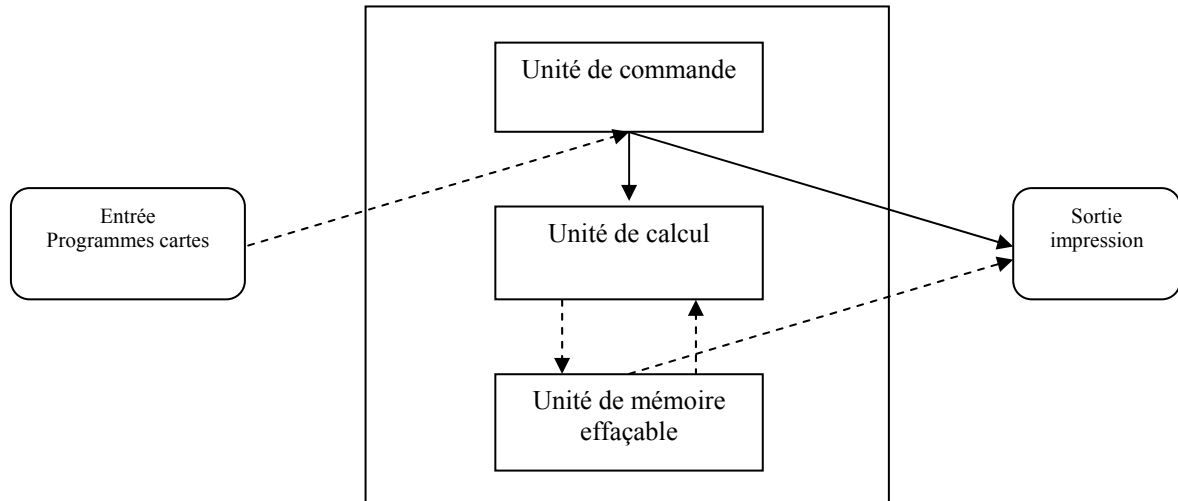 Unité de commande
Entrée
Programmes cartes
Unité de calcul
Sortie
impression
Unité de mémoire
effaçable